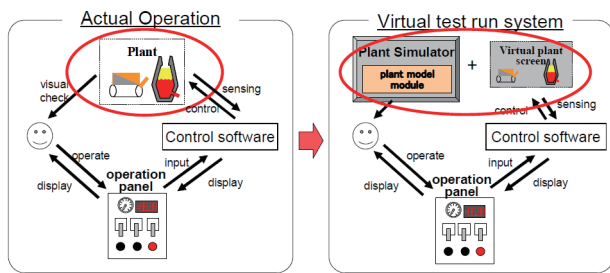 Actual Operation
Plant
visual
check
sensing
control
Control software
operate
display
operation
panel
input
display
Virtual test run system
Plant Simulator
plant model
module
+
Virtual plant
screen
control
sensing
Control software
operate
display
operation
panel
input
display